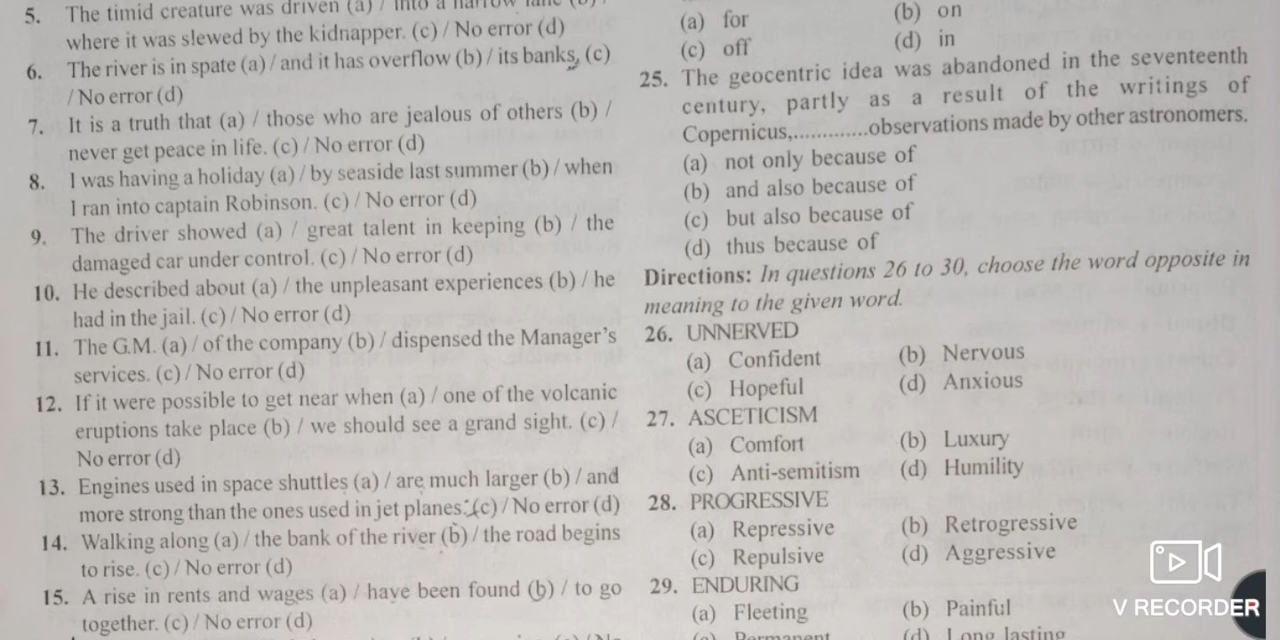 5. The timid creature was driven (a) / into a narrow lane (b) /
where it was slewed by the kidnapper. (c) / No error (d)
6. The river is in spate (a) / and it has overflow (b) / its banks, (c)
/ No error (d)
7. It is a truth that (a) / those who are jealous of others (b) /
never get peace in life. (c) / No error (d)
8. I was having a holiday (a) / by seaside last summer (b) / when
I ran into captain Robinson. (c) / No error (d)
9. The driver showed (a) / great talent in keeping (b) / the
damaged car under control. (c) / No error (d)
10. He described about (a) / the unpleasant experiences (b) / he
had in the jail. (c) / No error (d)
11. The G.M. (a) / of the company (b) / dispensed the Manager's
services. (c) / No error (d)
12. If it were possible to get near when (a) / one of the volcanic
eruptions take place (b) / we should see a grand sight. (c) /
No error (d)
13. Engines used in space shuttles (a) / are much larger (b) / and
more strong than the ones used in jet planes. (c) / No error (d)
14. Walking along (a) / the bank of the river (b) / the road begins
to rise. (c) / No error (d)
15. A rise in rents and wages (a) / have been found (b) / to go
together. (c) / No error (d)
(a) for (b) on
(c) off (d) in
25. The geocentric idea was abandoned in the seventeenth
century, partly as a result of the writings of
Copernicus,..............observations made by other astronomers.
(a) not only because of
(b) and also because of
(c) but also because of
(d) thus because of
Directions: In questions 26 to 30, choose the word opposite in
meaning to the given word.
26. UNNERVED
(a) Confident (b) Nervous
(c) Hopeful (d) Anxious
27. ASCETICISM
(a) Comfort (b) Luxury
(c) Anti-semitism (d) Humility
28. PROGRESSIVE
(a) Repressive (b) Retrogressive
(c) Repulsive (d) Aggressive
29. ENDURING
(a) Fleeting (b) Painful
(c) Permanent (d) Long lasting
V RECORDER